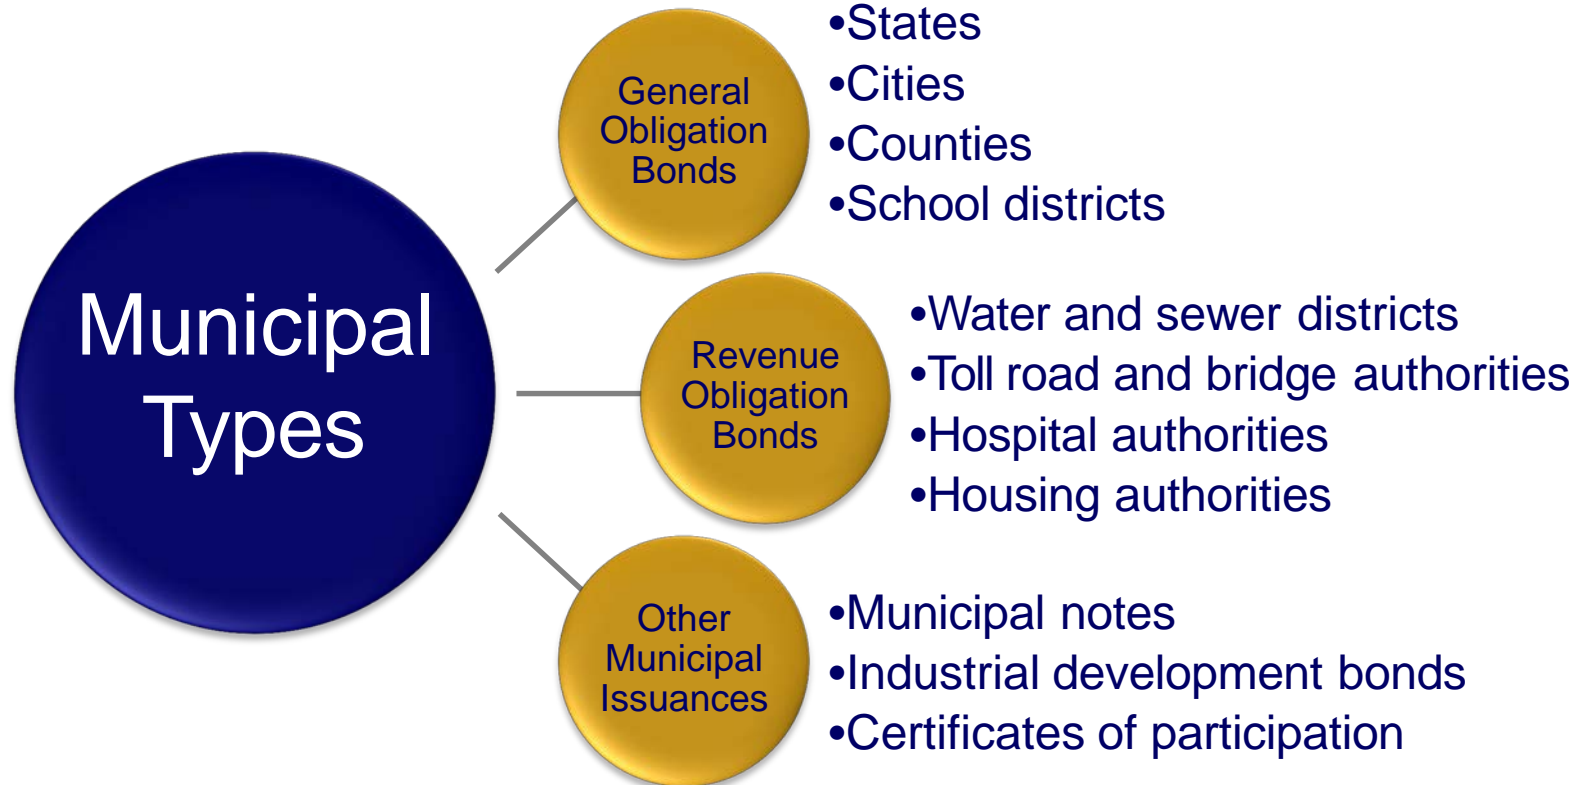 Municipal
Types
General
Obligation
Bonds
•States
•Cities
•Counties
•School districts
Revenue
Obligation
Bonds
•Water and sewer districts
•Toll road and bridge authorities
•Hospital authorities
•Housing authorities
Other
Municipal
Issuances
•Municipal notes
•Industrial development bonds
•Certificates of participation